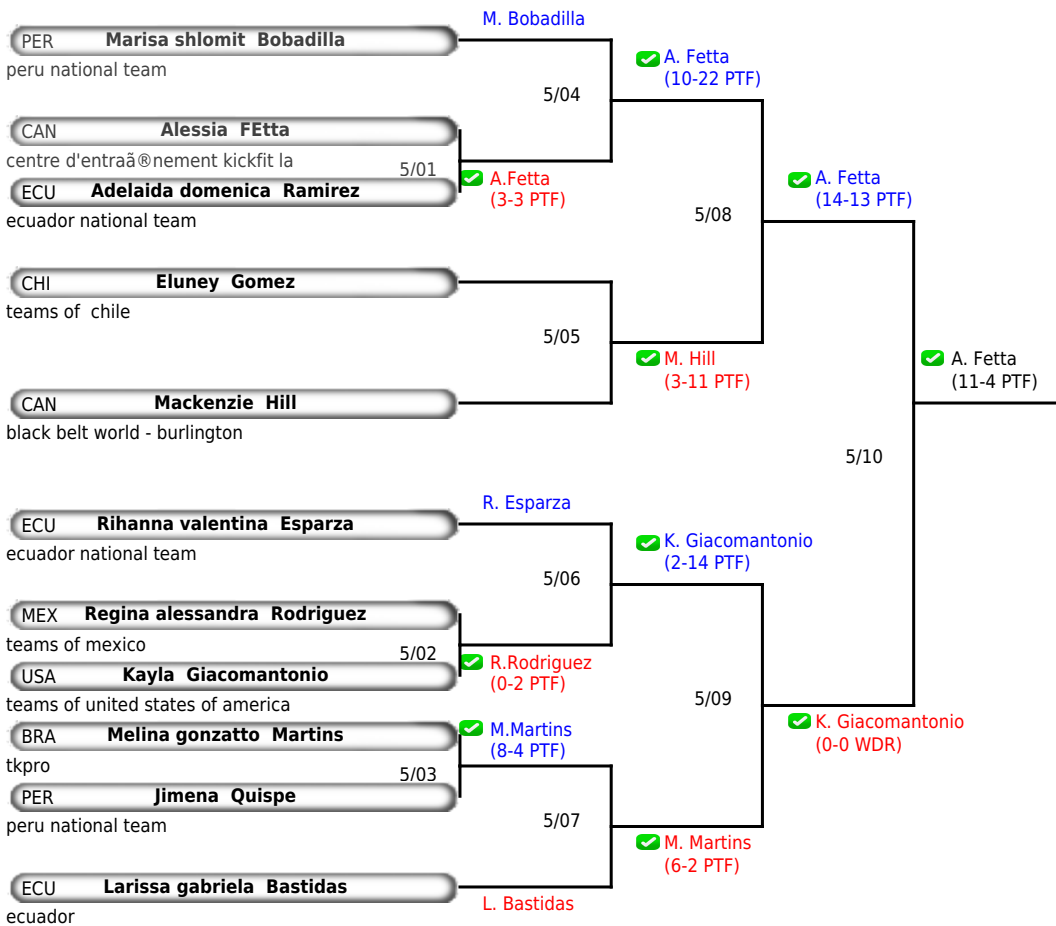 M. Bobadilla
PER Marisa shlomit Bobadilla
peru national team
A. Fetta
(10-22 PTF)
5/04
CAN Alessia FEtta
centre d'entraã®nement kickfit la
5/01
A.Fetta
(3-3 PTF)
ECU Adelaida domenica Ramirez
ecuador national team
A. Fetta
(14-13 PTF)
5/08
CHI Eluney Gomez
teams of chile
5/05
M. Hill
(3-11 PTF)
A. Fetta
(11-4 PTF)
CAN Mackenzie Hill
black belt world - burlington
5/10
R. Esparza
ECU Rihanna valentina Esparza
ecuador national team
K. Giacomantonio
(2-14 PTF)
5/06
MEX Regina alessandra Rodriguez
teams of mexico
5/02
R.Rodriguez
(0-2 PTF)
USA Kayla Giacomantonio
teams of united states of america
5/09
K. Giacomantonio
(0-0 WDR)
BRA Melina gonzatto Martins
M.Martins
(8-4 PTF)
tkpro
5/03
PER Jimena Quispe
peru national team
5/07
M. Martins
(6-2 PTF)
ECU Larissa gabriela Bastidas
L. Bastidas
ecuador